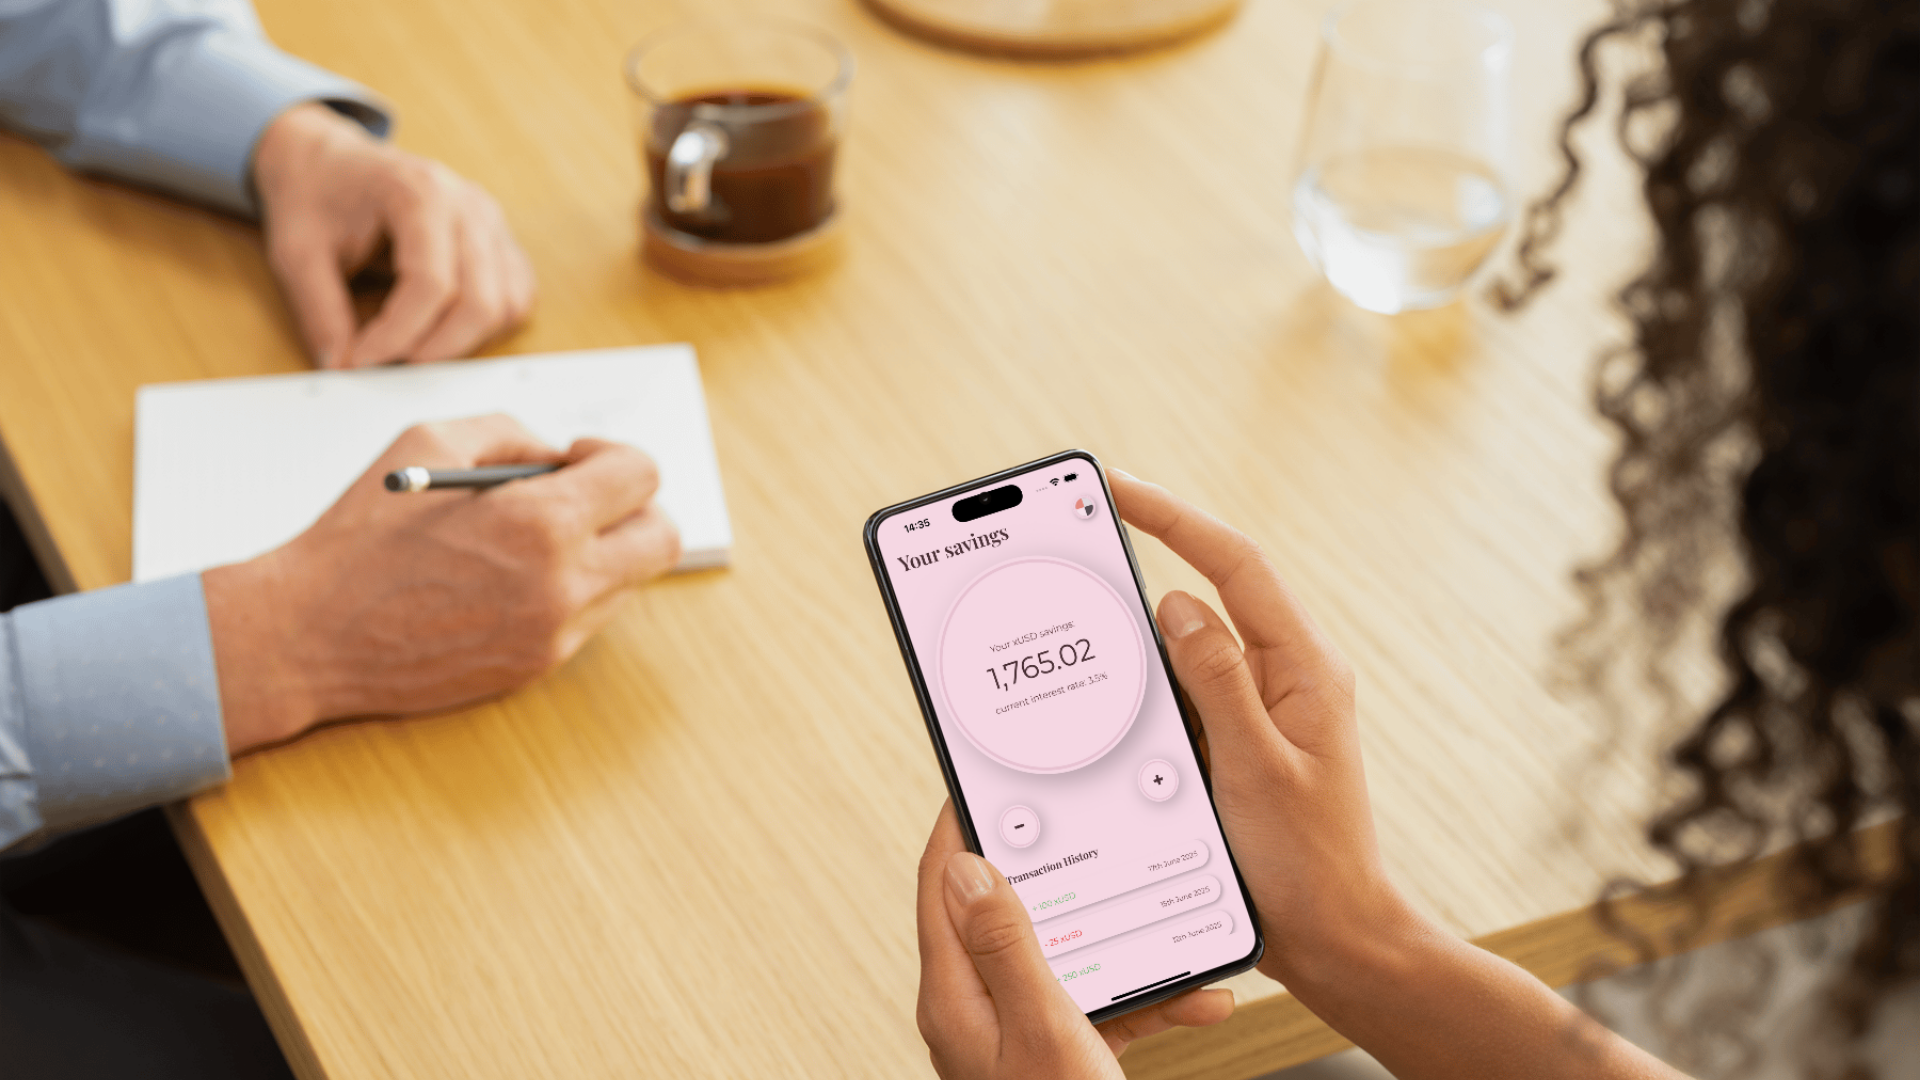 14:35
Your savings
Your xUSD savings:
1,765.02
current interest rate: 3.5%
Transaction History
+ 100 xUSD 17th June 2025
- 25 xUSD 15th June 2025
+ 250 xUSD 12th June 2025